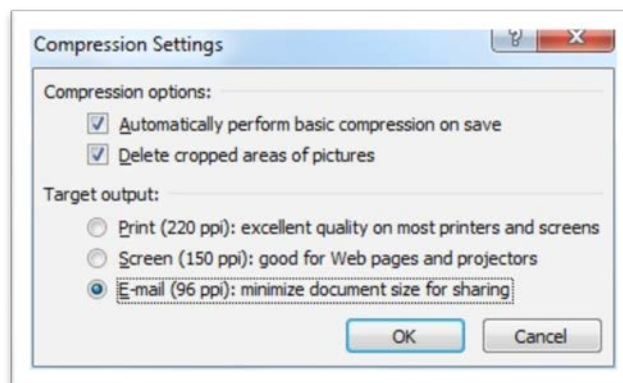 Compression Settings
Compression options:
Automatically perform basic compression on save
Delete cropped areas of pictures
Target output:
Print (220 ppi): excellent quality on most printers and screens
Screen (150 ppi): good for Web pages and projectors
E-mail (96 ppi): minimize document size for sharing
OK Cancel